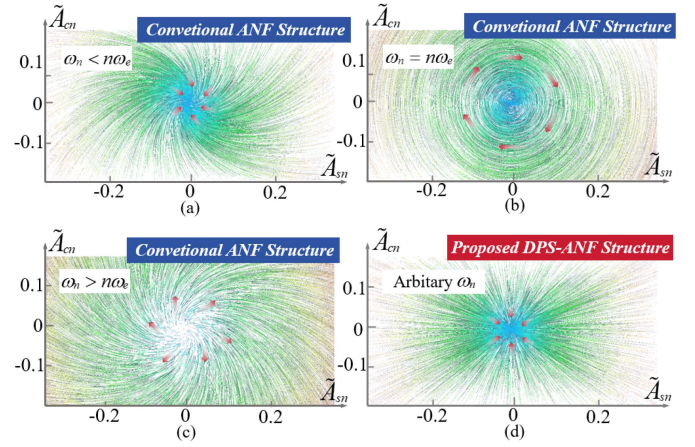 Ã_cn
Convetional ANF Structure
ω_n < nω_e
0.1
0
-0.1
-0.2
0
0.2
Ã_sn
(a)
Ã_cn
Convetional ANF Structure
ω_n = nω_e
0.1
0
-0.1
-0.2
0
0.2
Ã_sn
(b)
Ã_cn
Convetional ANF Structure
ω_n > nω_e
0.1
0
-0.1
-0.2
0
0.2
Ã_sn
(c)
Ã_cn
Proposed DPS-ANF Structure
Arbitary ω_n
0.1
0
-0.1
-0.2
0
0.2
Ã_sn
(d)